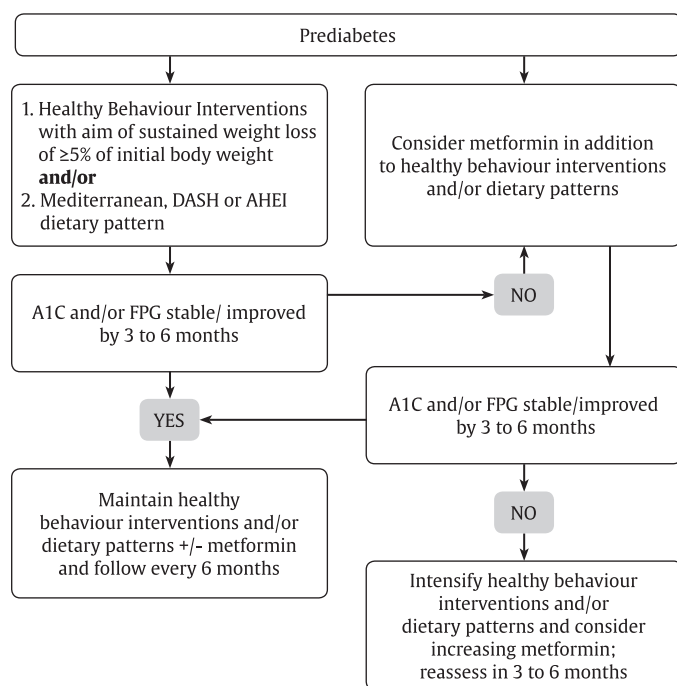 Prediabetes
1. Healthy Behaviour Interventions
with aim of sustained weight loss
of ≥5% of initial body weight
and/or
2. Mediterranean, DASH or AHEI
dietary pattern
Consider metformin in addition
to healthy behaviour interventions
and/or dietary patterns
A1C and/or FPG stable/ improved
by 3 to 6 months
NO
YES
A1C and/or FPG stable/improved
by 3 to 6 months
Maintain healthy
behaviour interventions and/or
dietary patterns +/- metformin
and follow every 6 months
NO
Intensify healthy behaviour
interventions and/or
dietary patterns and consider
increasing metformin;
reassess in 3 to 6 months